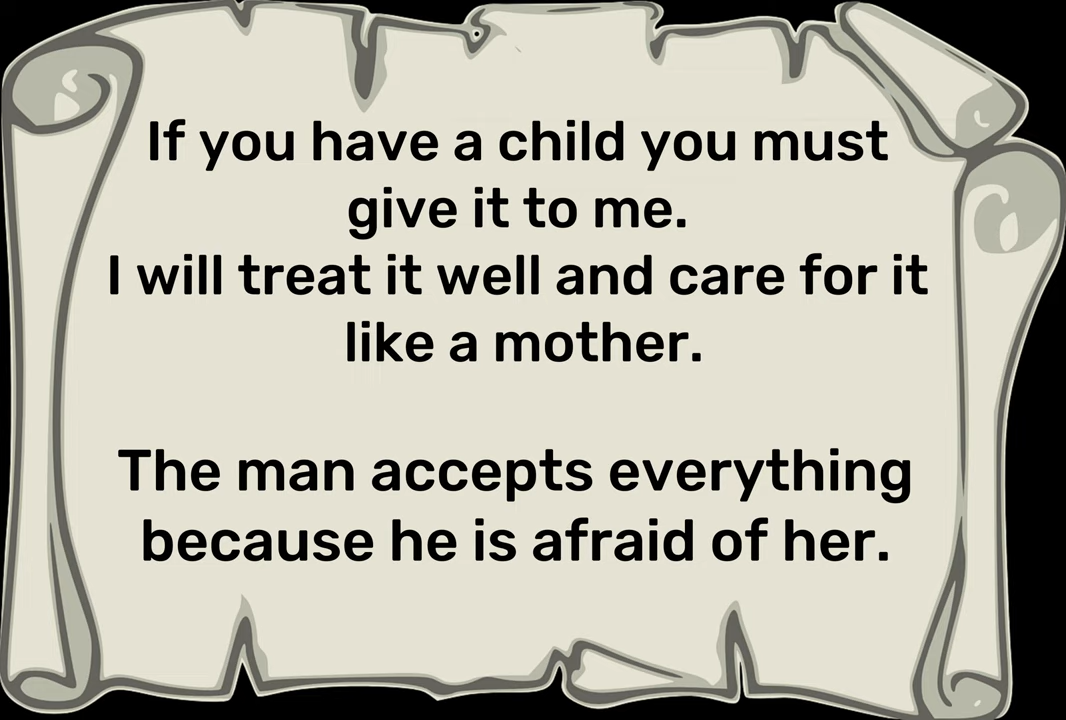 If you have a child you must
give it to me.
I will treat it well and care for it
like a mother.
The man accepts everything
because he is afraid of her.